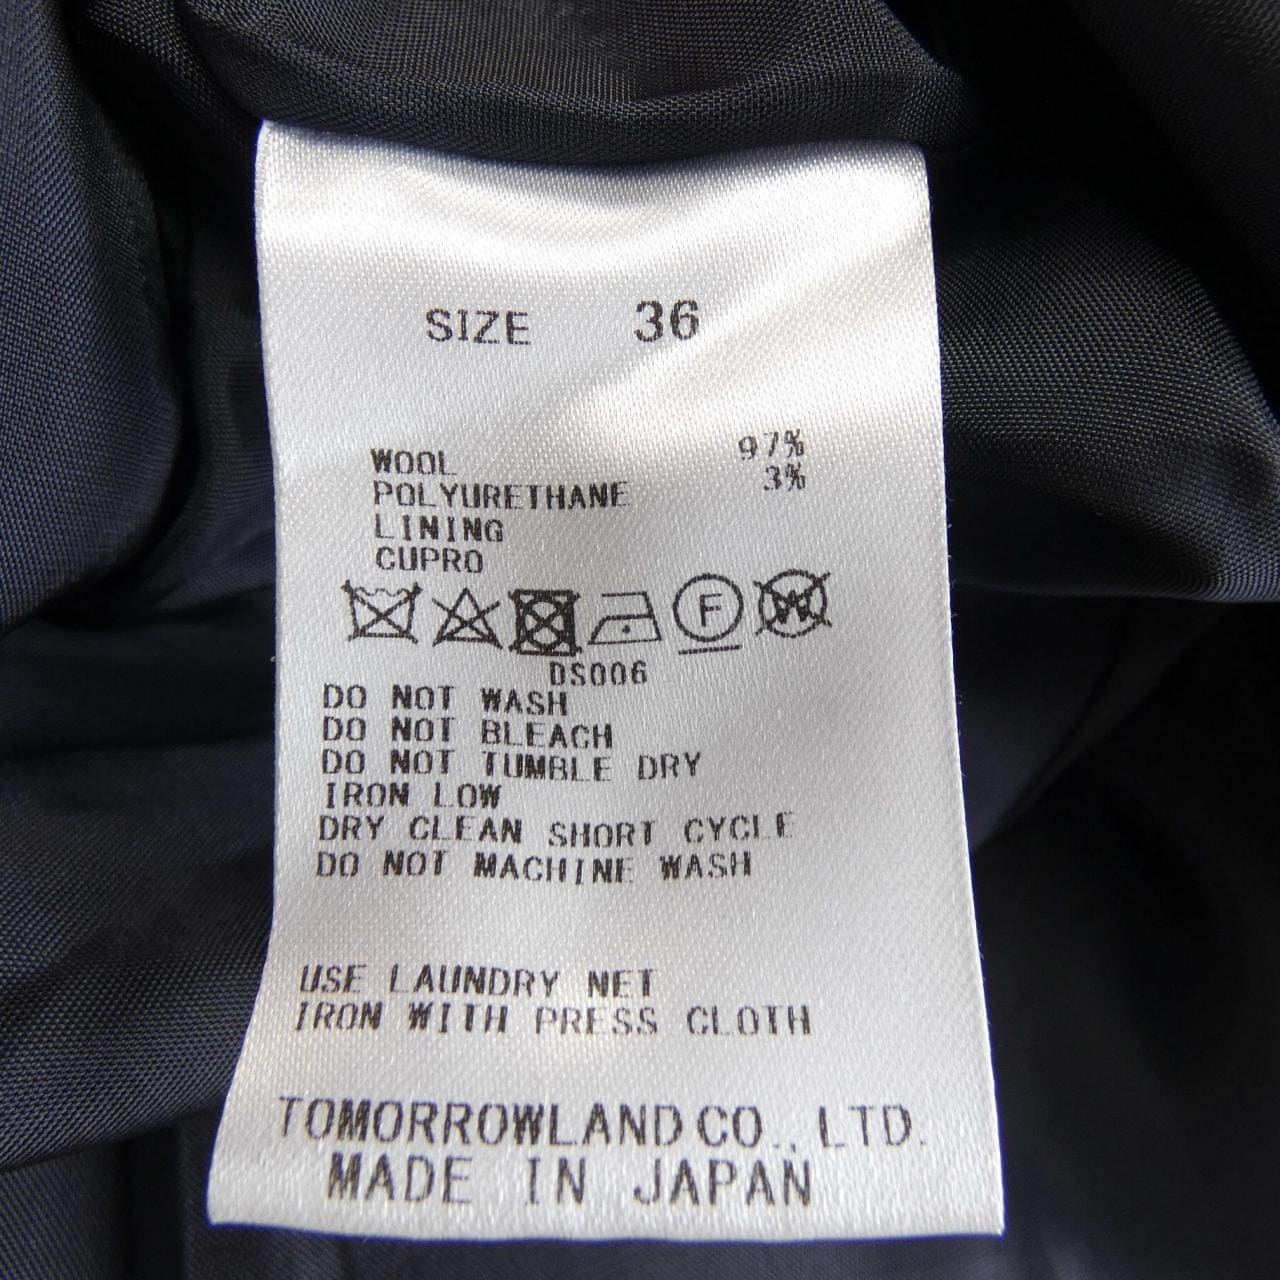 SIZE 36
WOOL 97%
POLYURETHANE 3%
LINING
CUPRO
F W
DS006
DO NOT WASH
DO NOT BLEACH
DO NOT TUMBLE DRY
IRON LOW
DRY CLEAN SHORT CYCLE
DO NOT MACHINE WASH
USE LAUNDRY NET
IRON WITH PRESS CLOTH
TOMORROWLAND CO., LTD.
MADE IN JAPAN